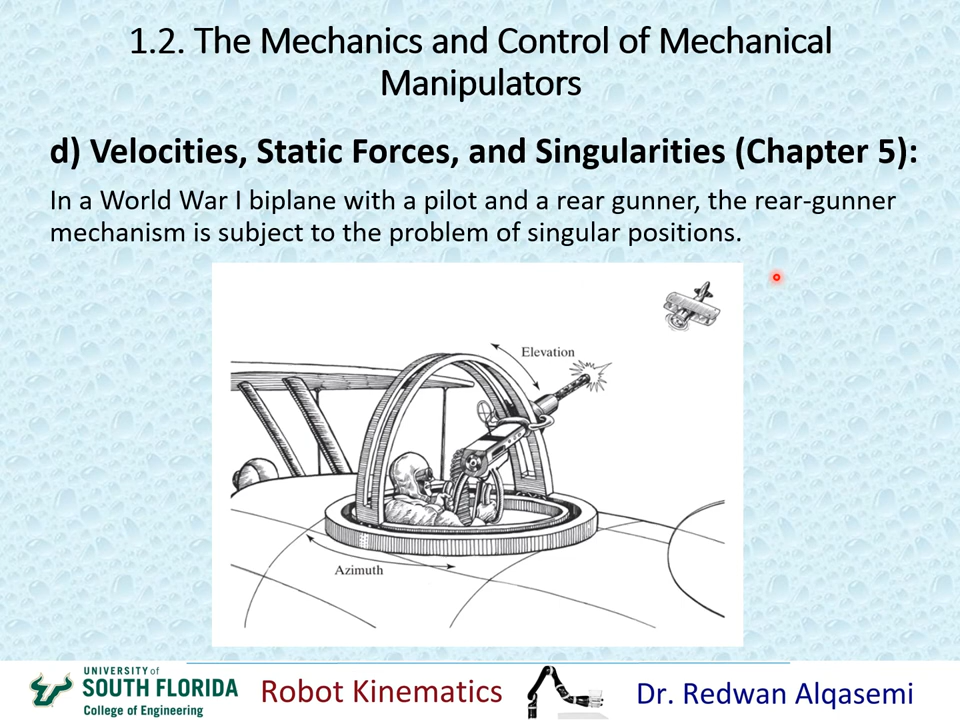 1.2. The Mechanics and Control of Mechanical
Manipulators
d) Velocities, Static Forces, and Singularities (Chapter 5):
In a World War I biplane with a pilot and a rear gunner, the rear-gunner
mechanism is subject to the problem of singular positions.
Elevation
Azimuth
UNIVERSITY of
SOUTH FLORIDA
College of Engineering
Robot Kinematics
Dr. Redwan Alqasemi